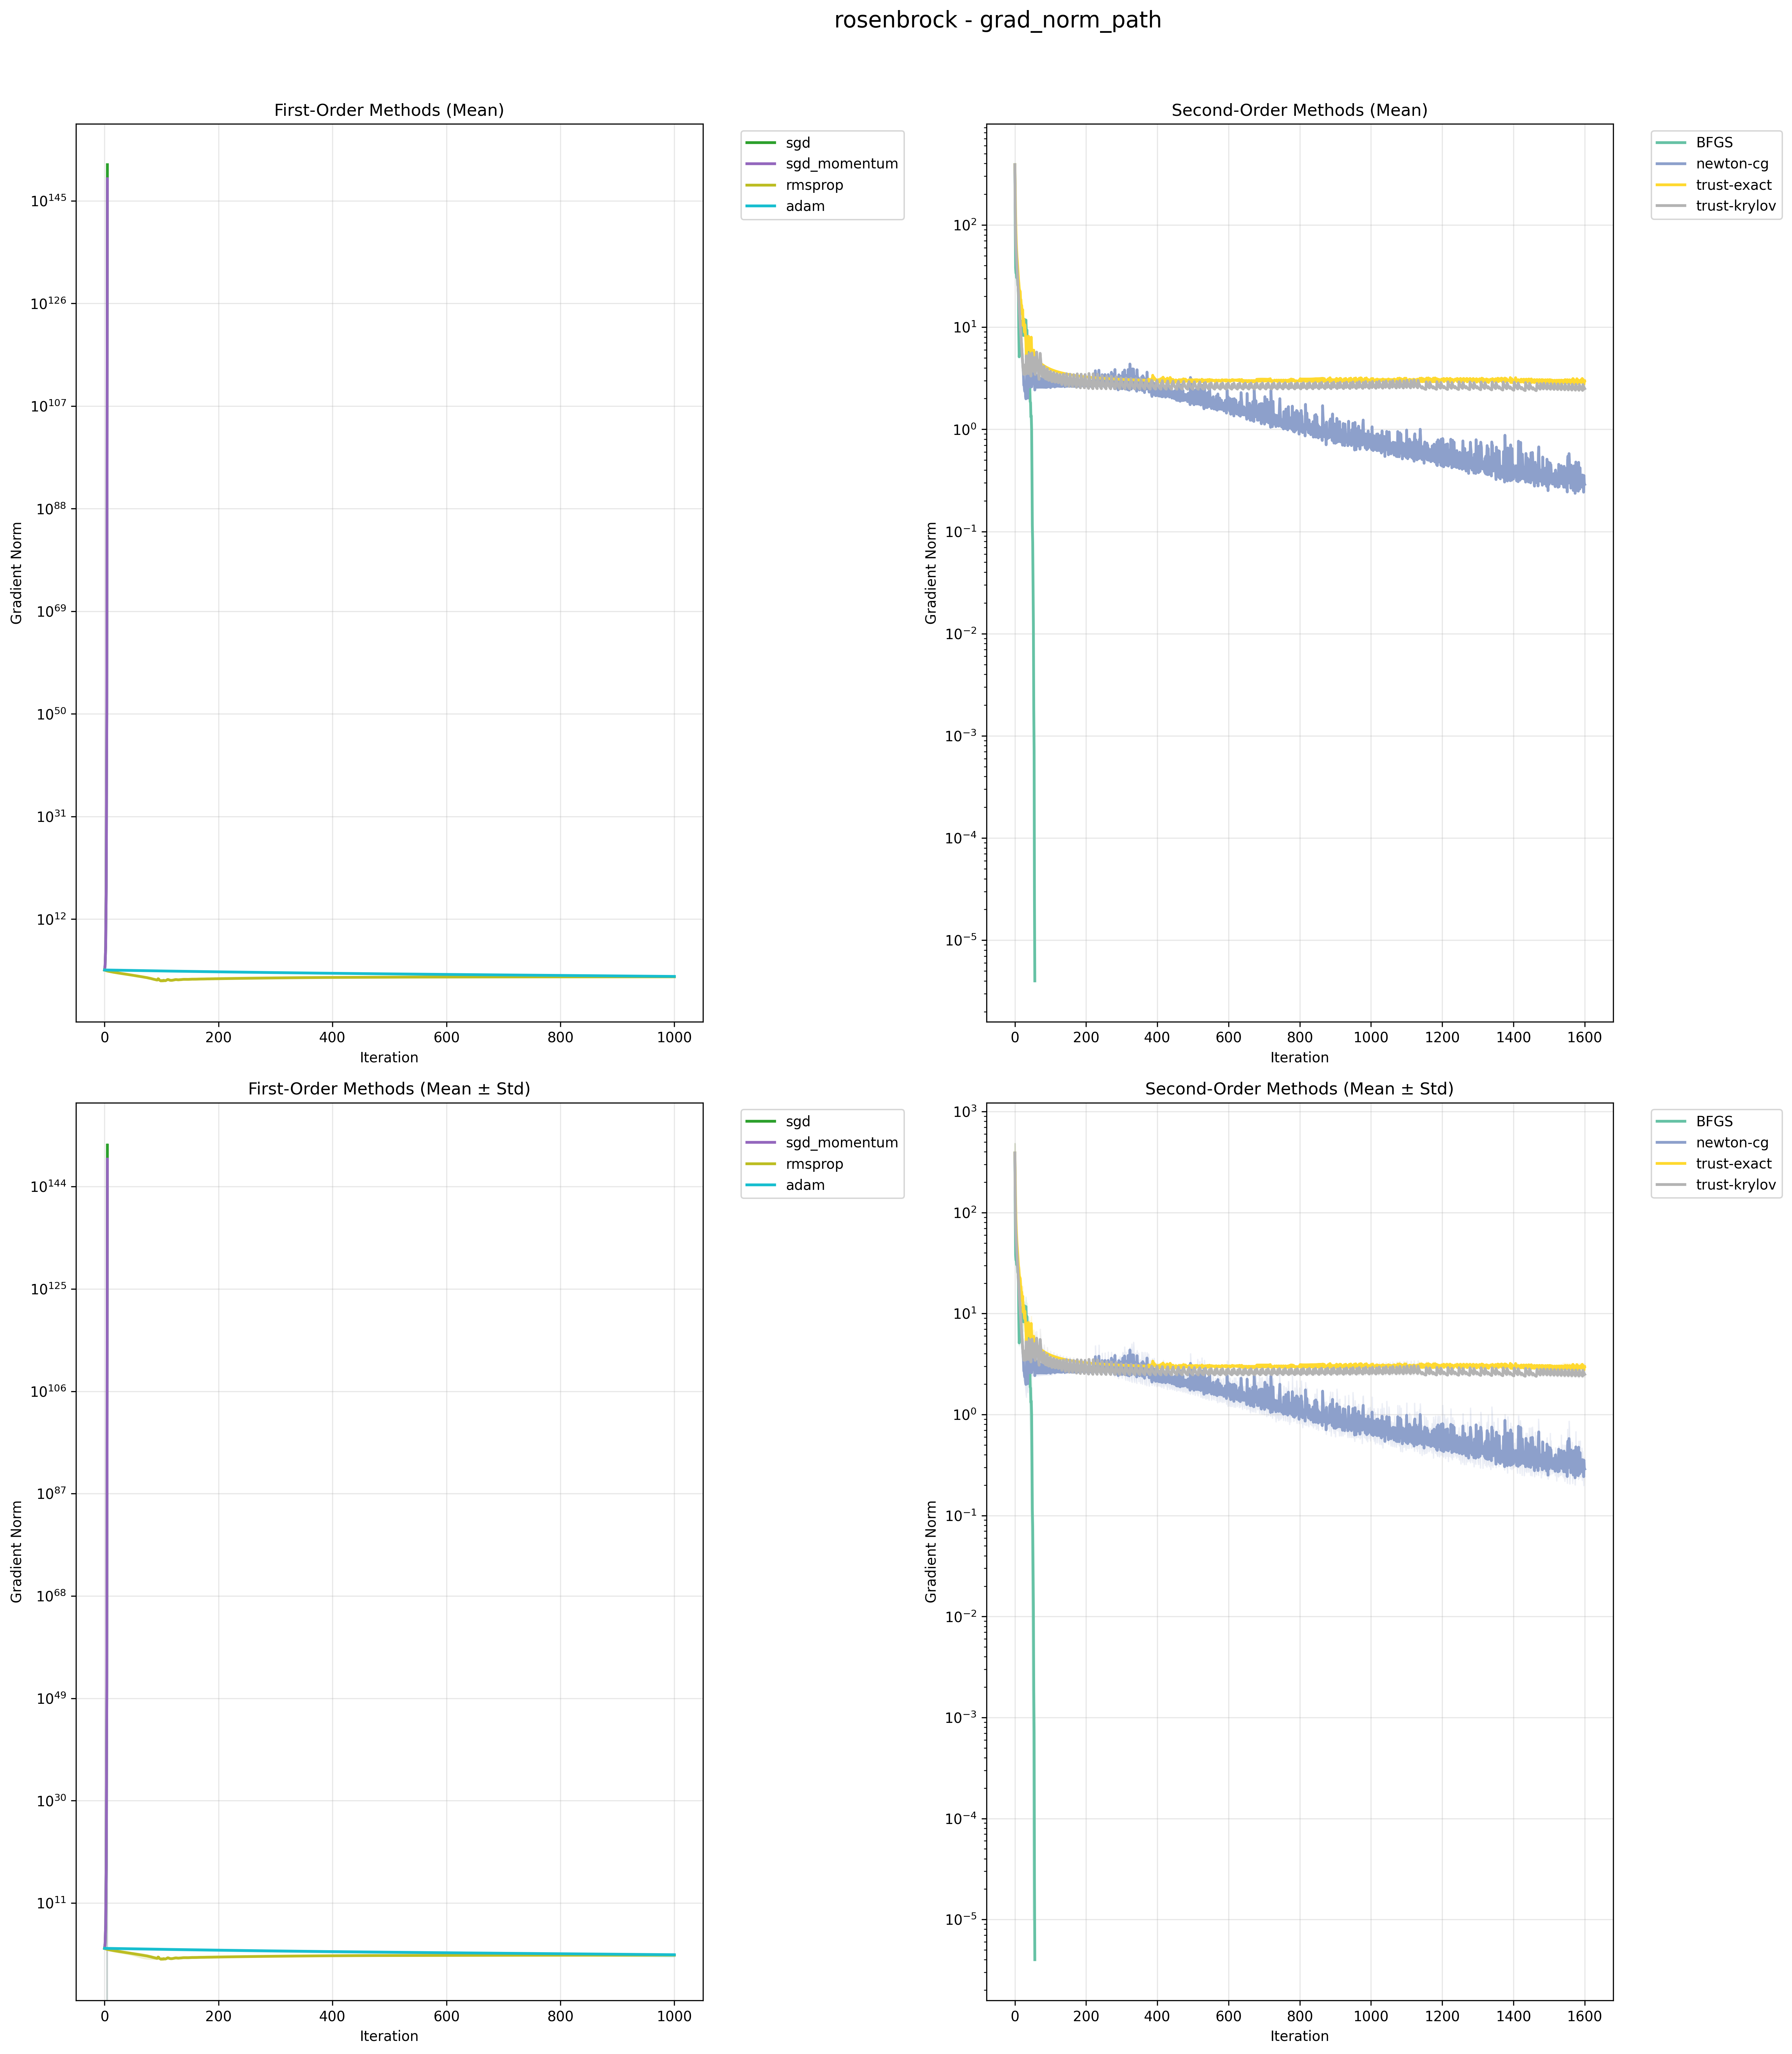 rosenbrock - grad_norm_path
First-Order Methods (Mean)
Gradient Norm
10^145
10^126
10^107
10^88
10^69
10^50
10^31
10^12
0 200 400 600 800 1000
Iteration
sgd
sgd_momentum
rmsprop
adam
Second-Order Methods (Mean)
Gradient Norm
10^2
10^1
10^0
10^−1
10^−2
10^−3
10^−4
10^−5
0 200 400 600 800 1000 1200 1400 1600
Iteration
BFGS
newton-cg
trust-exact
trust-krylov
First-Order Methods (Mean ± Std)
Gradient Norm
10^144
10^125
10^106
10^87
10^68
10^49
10^30
10^11
0 200 400 600 800 1000
Iteration
sgd
sgd_momentum
rmsprop
adam
Second-Order Methods (Mean ± Std)
Gradient Norm
10^3
10^2
10^1
10^0
10^−1
10^−2
10^−3
10^−4
10^−5
0 200 400 600 800 1000 1200 1400 1600
Iteration
BFGS
newton-cg
trust-exact
trust-krylov